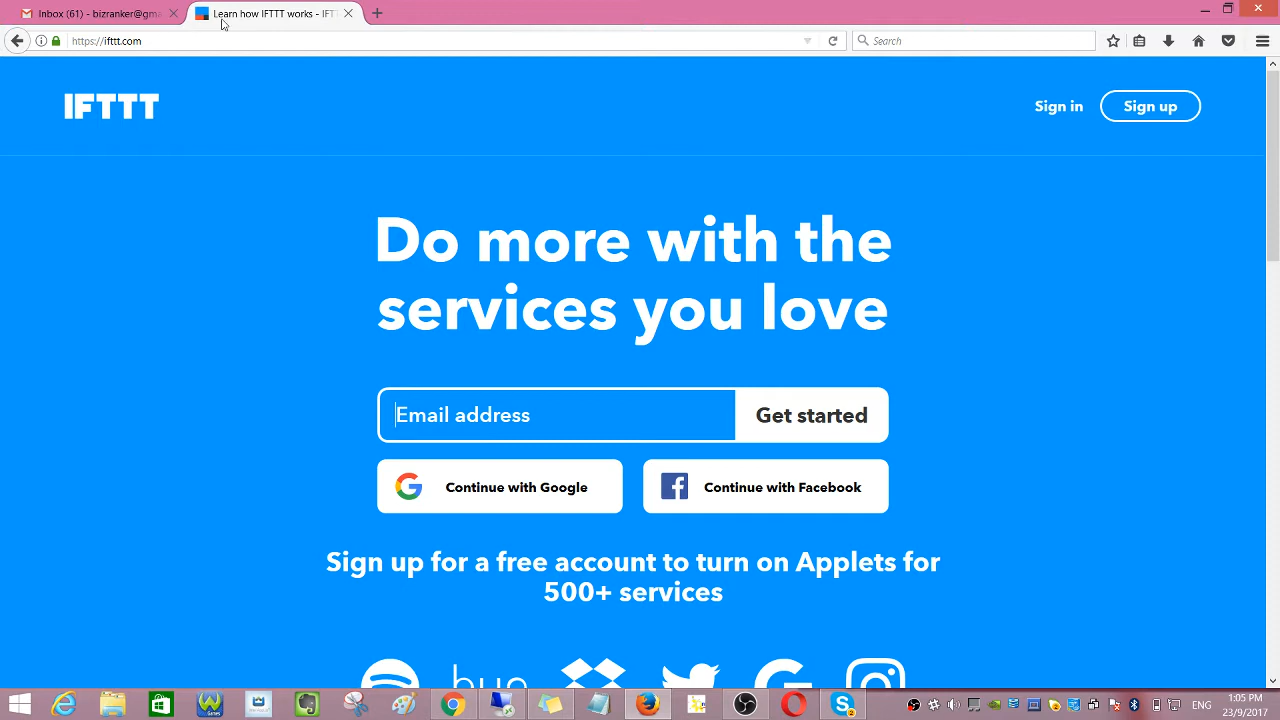 Inbox (61) - bizranker@gma
Learn how IFTTT works - IFT
https://ifttt.com
Search
IFTTT
Sign in
Sign up
Do more with the
services you love
Email address
Get started
Continue with Google
Continue with Facebook
Sign up for a free account to turn on Applets for
500+ services
ENG
1:05 PM
23/9/2017